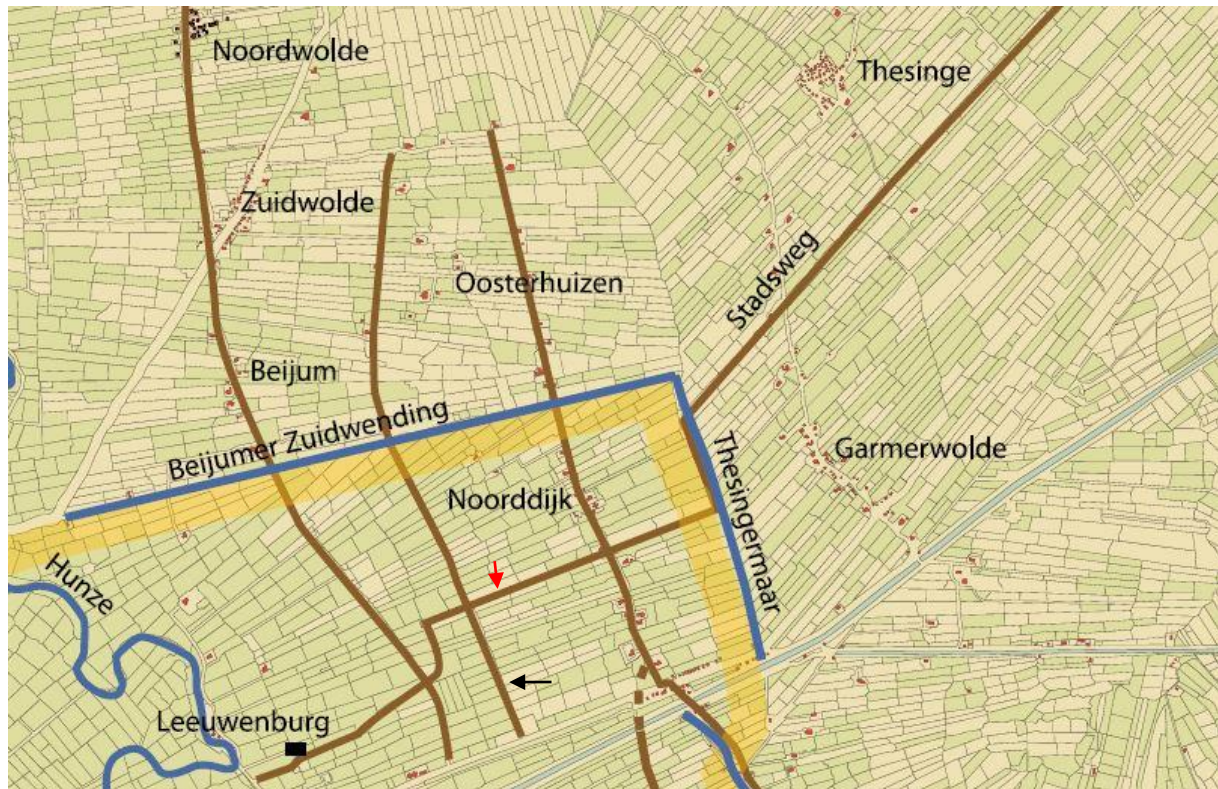 Noordwolde
Thesinge
Zuidwolde
Stadsweg
Oosterhuizen
Beijum
Beijumer Zuidwending
Thesingermaar
Garmerwolde
Noorddijk
Hunze
Leeuwenburg